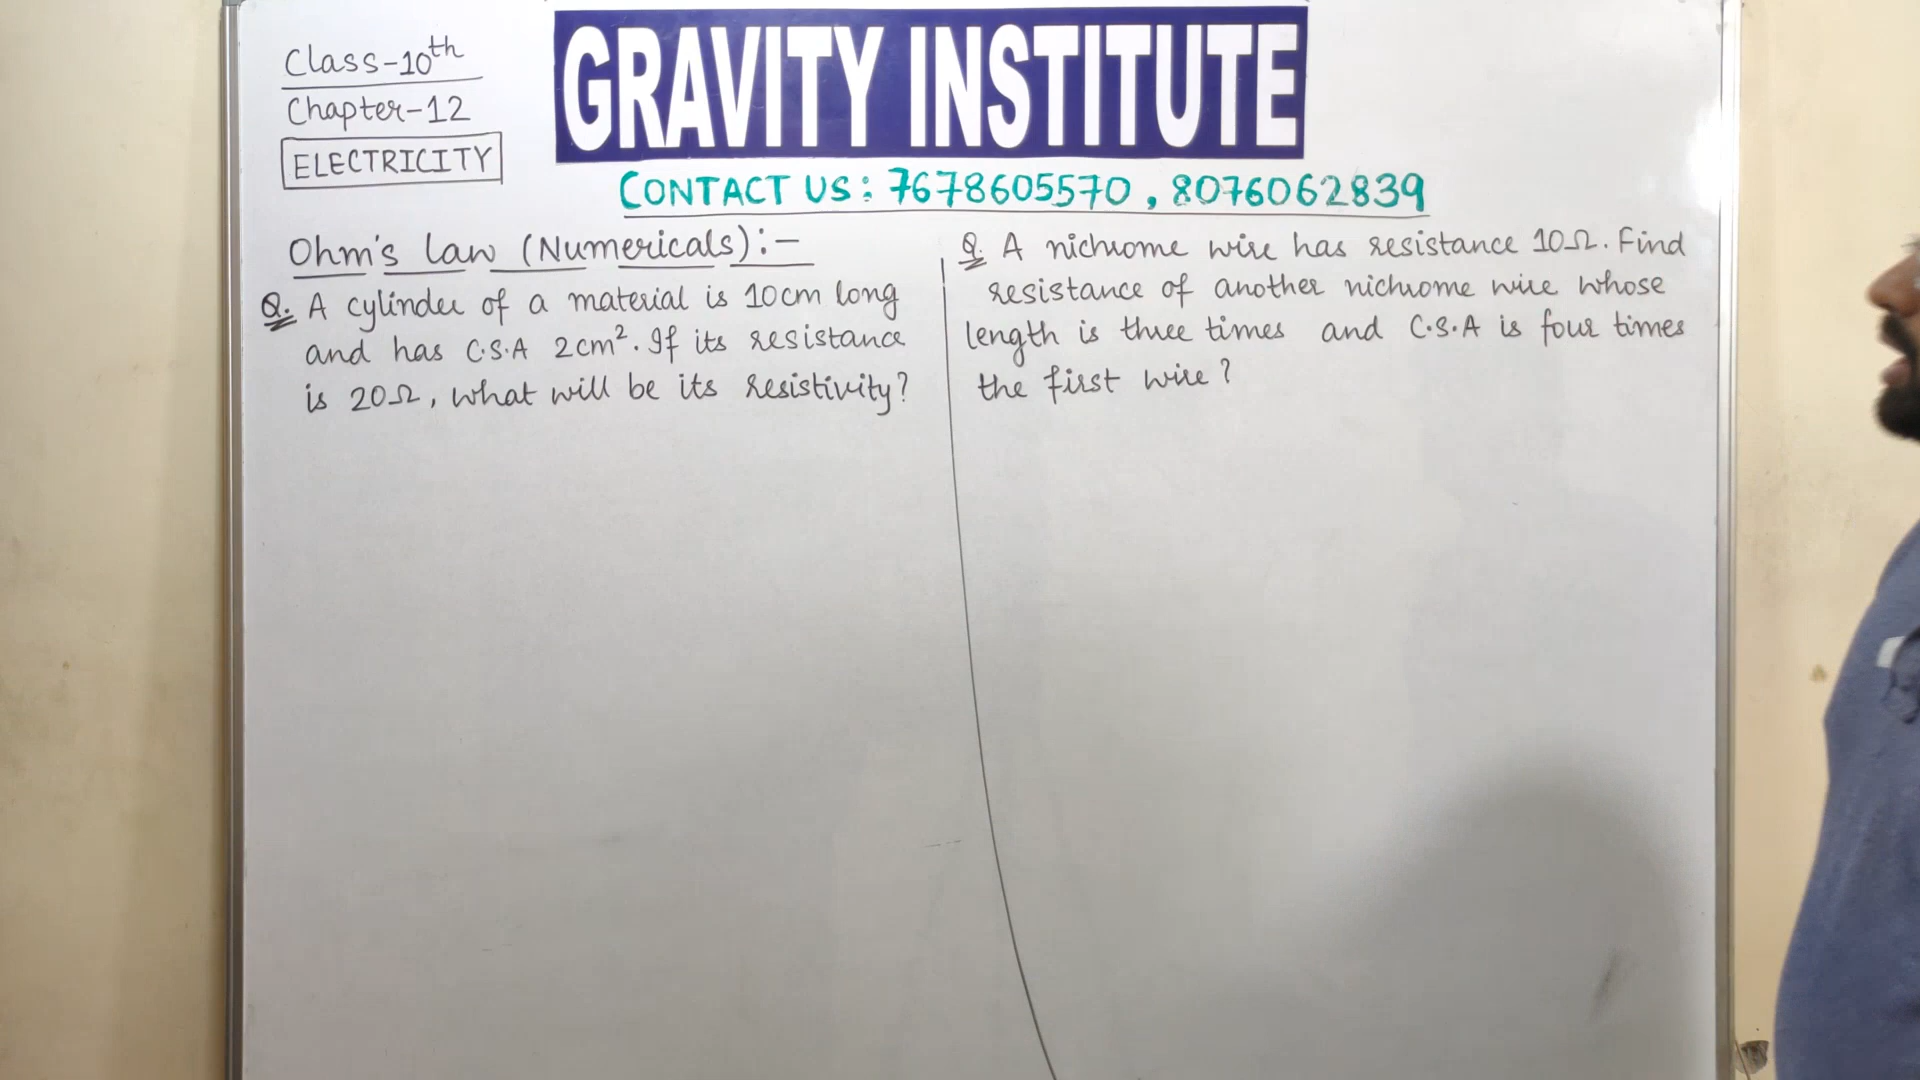 Class-10th
Chapter-12
ELECTRICITY
GRAVITY INSTITUTE
CONTACT US: 7678605570, 8076062839
Ohm's law (Numericals):-
Q. A cylinder of a material is 10cm long
and has C.S.A 2cm². If its resistance
is 20Ω, what will be its resistivity?
Q. A nichrome wire has resistance 10Ω. Find
resistance of another nichrome wire whose
length is three times and C.S.A is four times
the first wire?